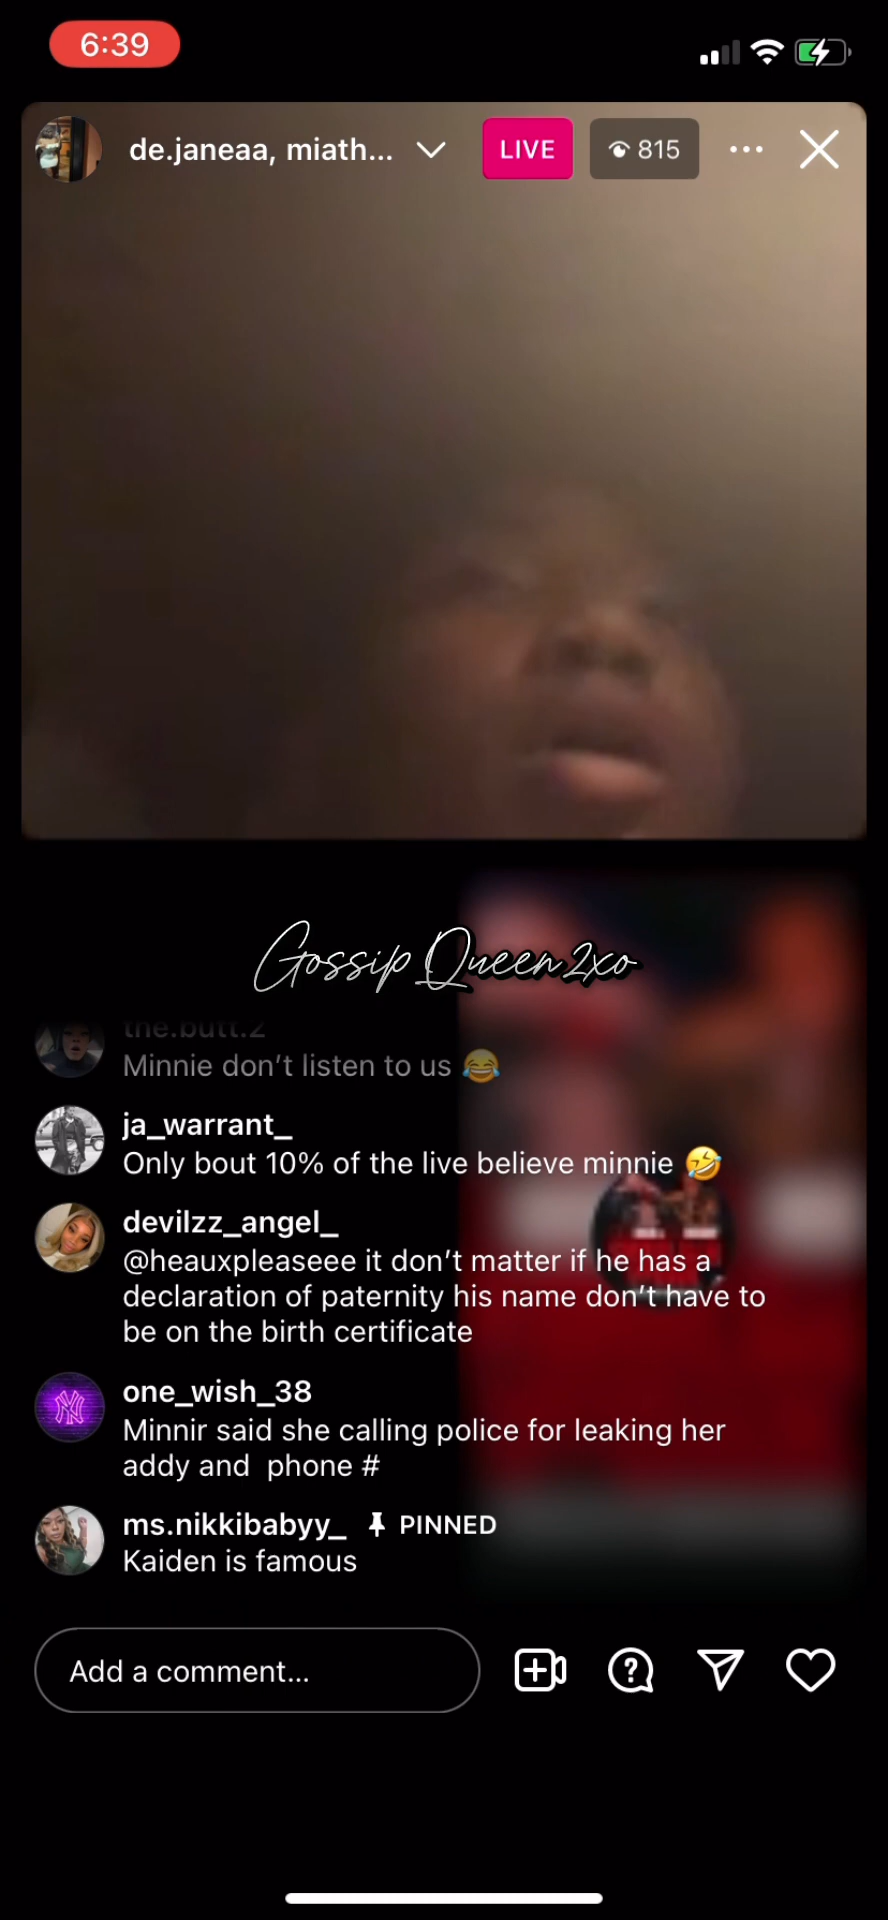 6:39
de.janeaa, miath...
LIVE
815
Gossip Queen 2xo
the.butt.2
Minnie don't listen to us 😂
ja_warrant_
Only bout 10% of the live believe minnie 🤣
devilzz_angel_
@heauxpleaseee it don't matter if he has a
declaration of paternity his name don't have to
be on the birth certificate
one_wish_38
Minnir said she calling police for leaking her
addy and  phone #
ms.nikkibabyy_ PINNED
Kaiden is famous
Add a comment...